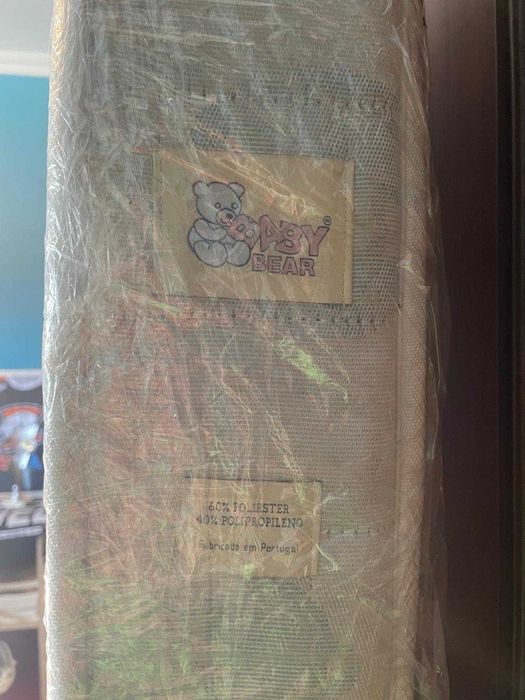 BABY®
BEAR
60% POLIESTER
40% POLIPROPILENO
Fabricado em Portugal